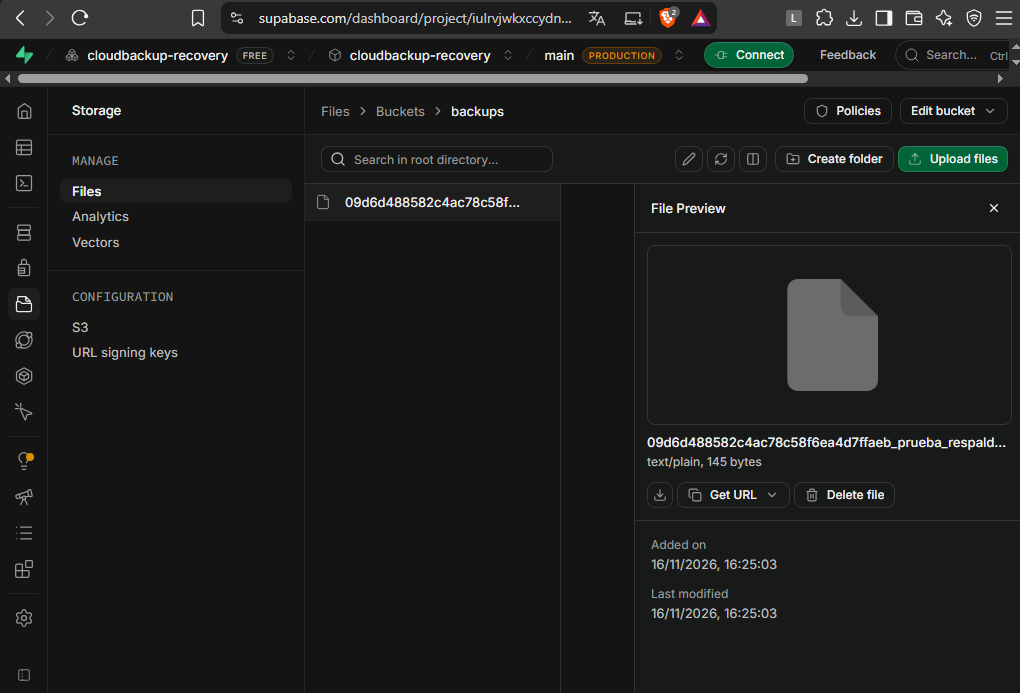 supabase.com/dashboard/project/iulrvjwkxccydn...
2
L
cloudbackup-recovery FREE
cloudbackup-recovery
main PRODUCTION
Connect
Feedback
Search... Ctrl
Storage
Files > Buckets > backups
Policies
Edit bucket
MANAGE
Search in root directory...
Create folder
Upload files
Files
Analytics
Vectors
09d6d488582c4ac78c58f...
File Preview
CONFIGURATION
S3
URL signing keys
09d6d488582c4ac78c58f6ea4d7ffaeb_prueba_respald...
text/plain, 145 bytes
Get URL
Delete file
Added on
16/11/2026, 16:25:03
Last modified
16/11/2026, 16:25:03